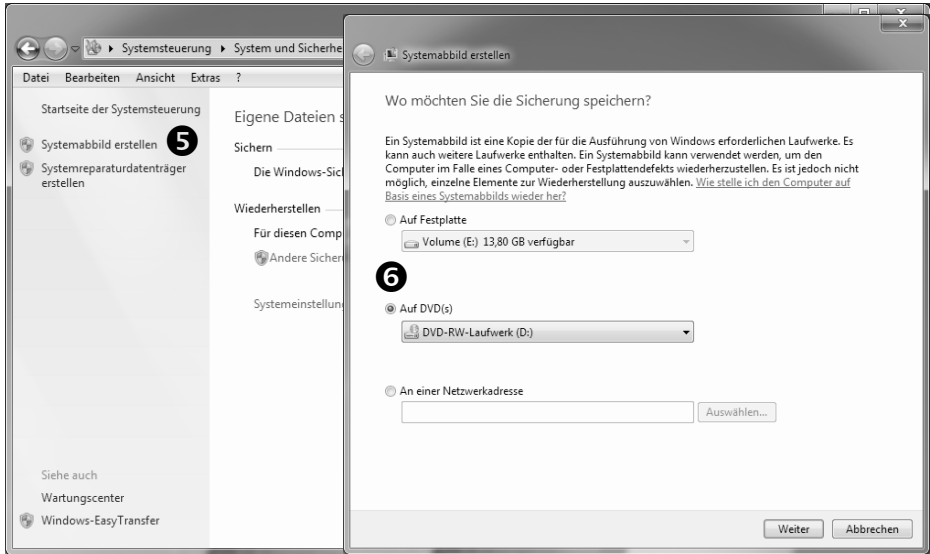 Systemsteuerung ▸ System und Sicherhe
Datei Bearbeiten Ansicht Extras ?
Startseite der Systemsteuerung
Systemabbild erstellen 5
Systemreparaturdatenträger
erstellen
Siehe auch
Wartungscenter
Windows-EasyTransfer
Eigene Dateien s
Sichern
Die Windows-Sich
Wiederherstellen
Für diesen Comp
Andere Sicher
Systemeinstellun
Systemabbild erstellen
Wo möchten Sie die Sicherung speichern?
Ein Systemabbild ist eine Kopie der für die Ausführung von Windows erforderlichen Laufwerke. Es
kann auch weitere Laufwerke enthalten. Ein Systemabbild kann verwendet werden, um den
Computer im Falle eines Computer- oder Festplattendefekts wiederherzustellen. Es ist jedoch nicht
möglich, einzelne Elemente zur Wiederherstellung auszuwählen. Wie stelle ich den Computer auf
Basis eines Systemabbilds wieder her?
Auf Festplatte
Volume (E:) 13,80 GB verfügbar
6
Auf DVD(s)
DVD-RW-Laufwerk (D:)
An einer Netzwerkadresse
Auswählen...
Weiter Abbrechen